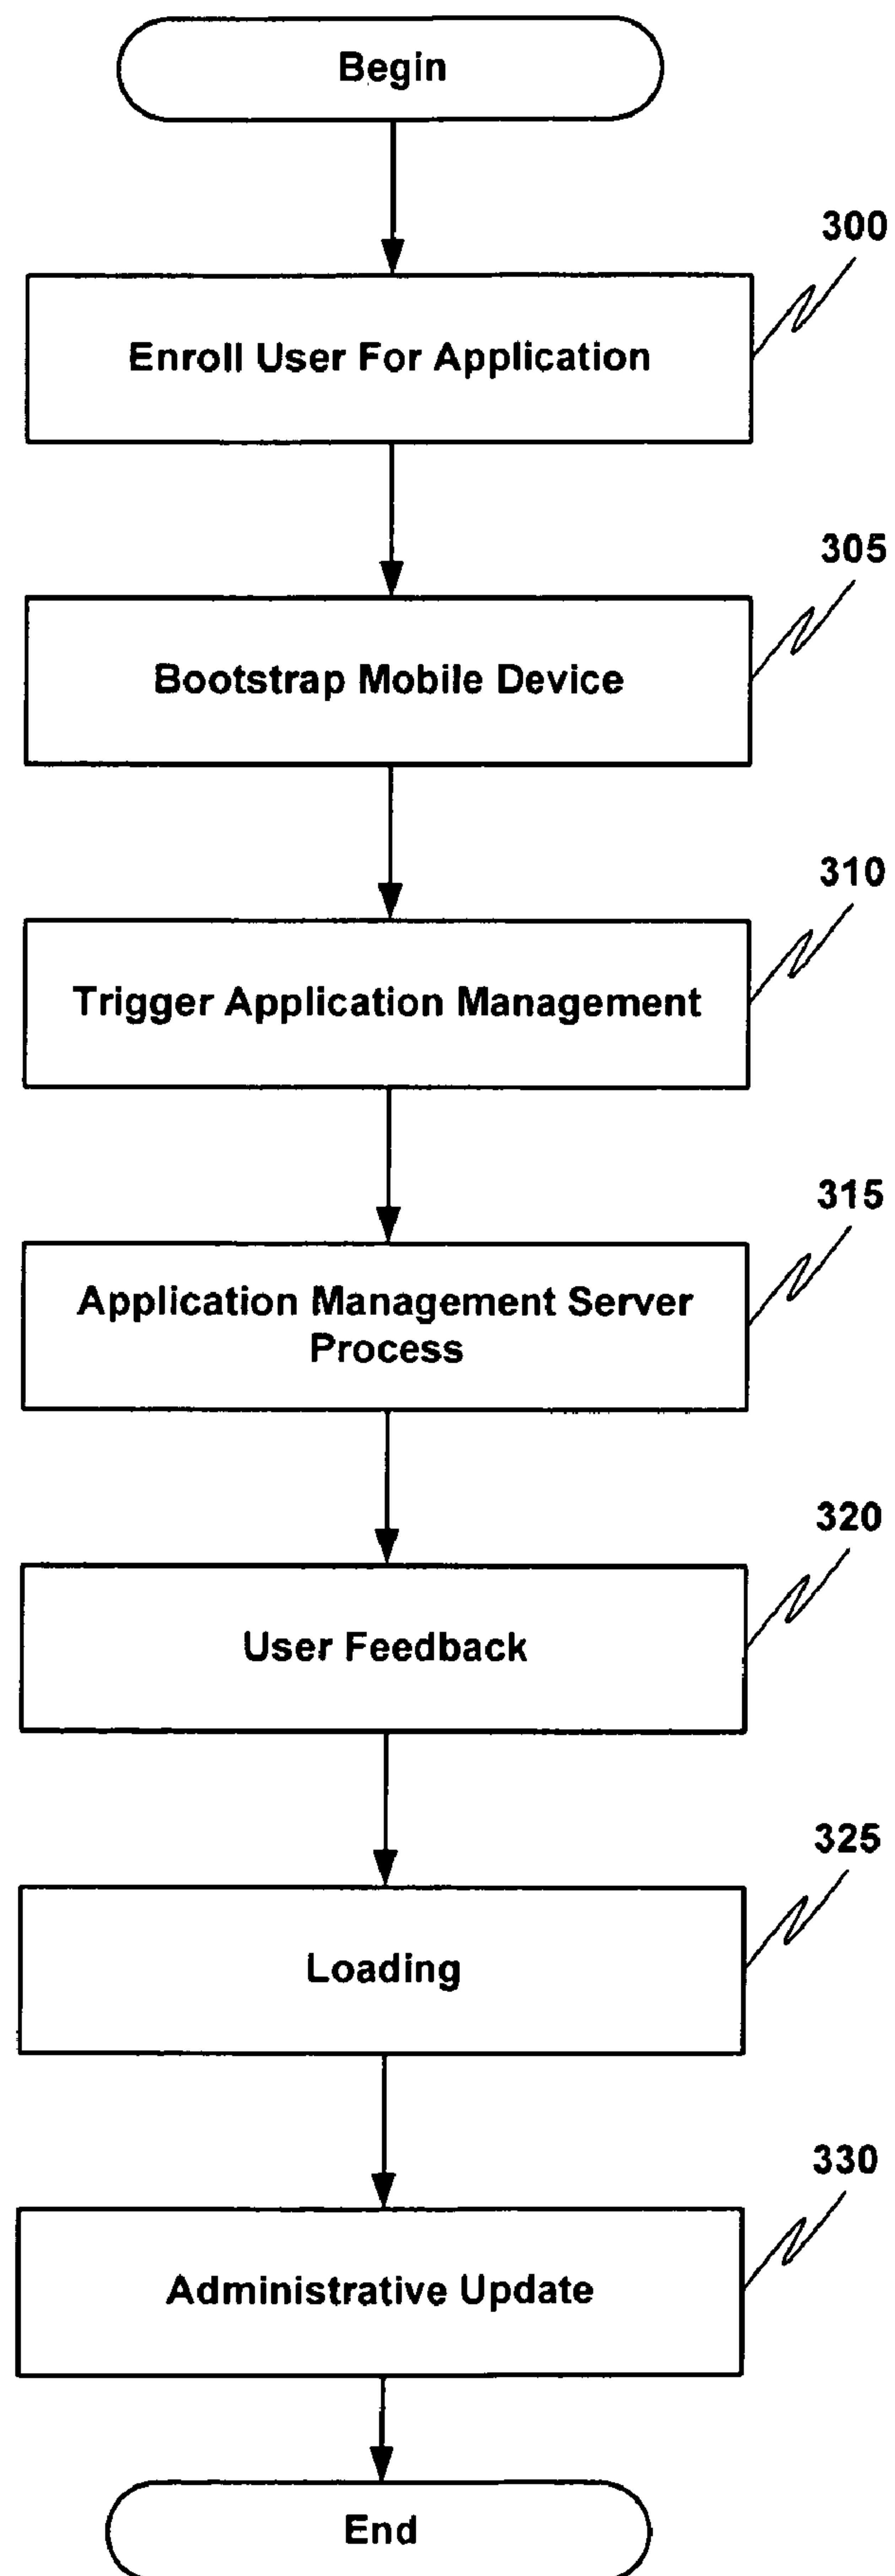 Begin
300
Enroll User For Application
305
Bootstrap Mobile Device
310
Trigger Application Management
315
Application Management Server
Process
320
User Feedback
325
Loading
330
Administrative Update
End